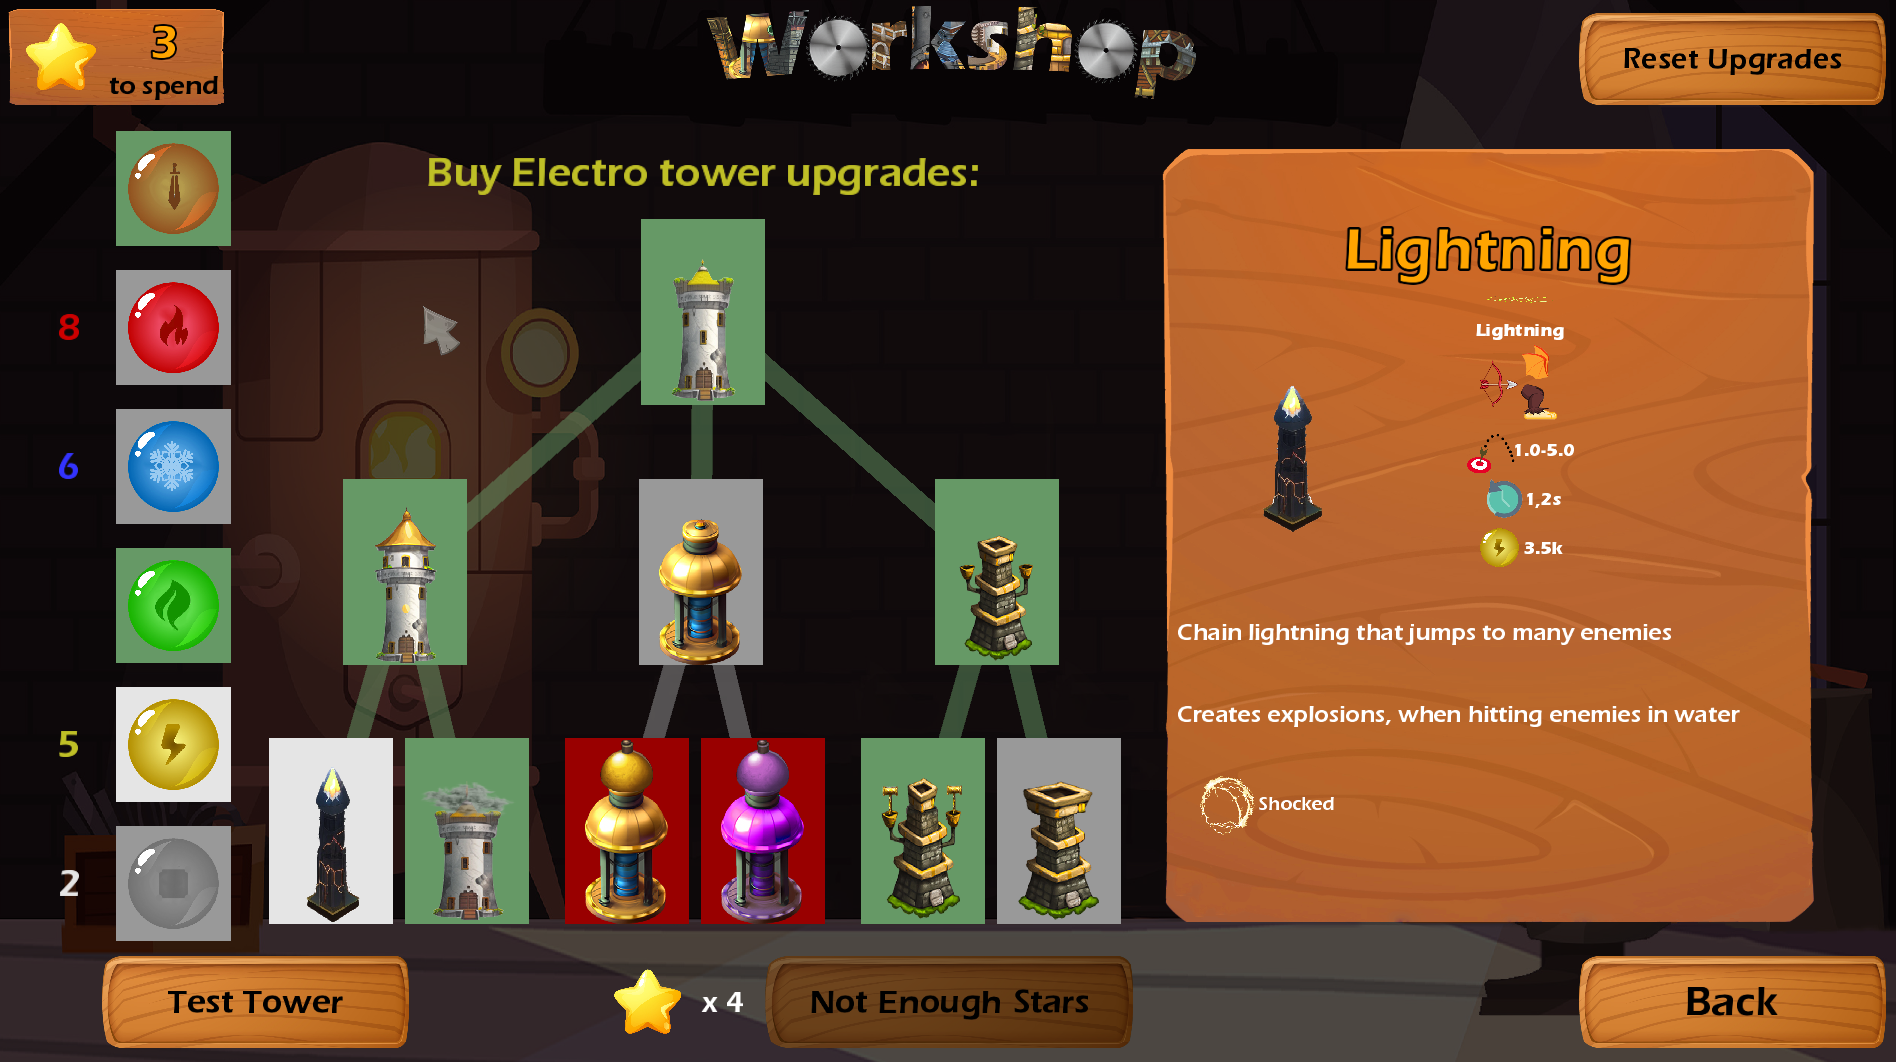 3
to spend
Workshop
Reset Upgrades
Buy Electro tower upgrades:
8
6
5
2
Lightning
Lightning
1.0-5.0
1,2s
3.5k
Chain lightning that jumps to many enemies
Creates explosions, when hitting enemies in water
Shocked
Test Tower
x 4
Not Enough Stars
Back